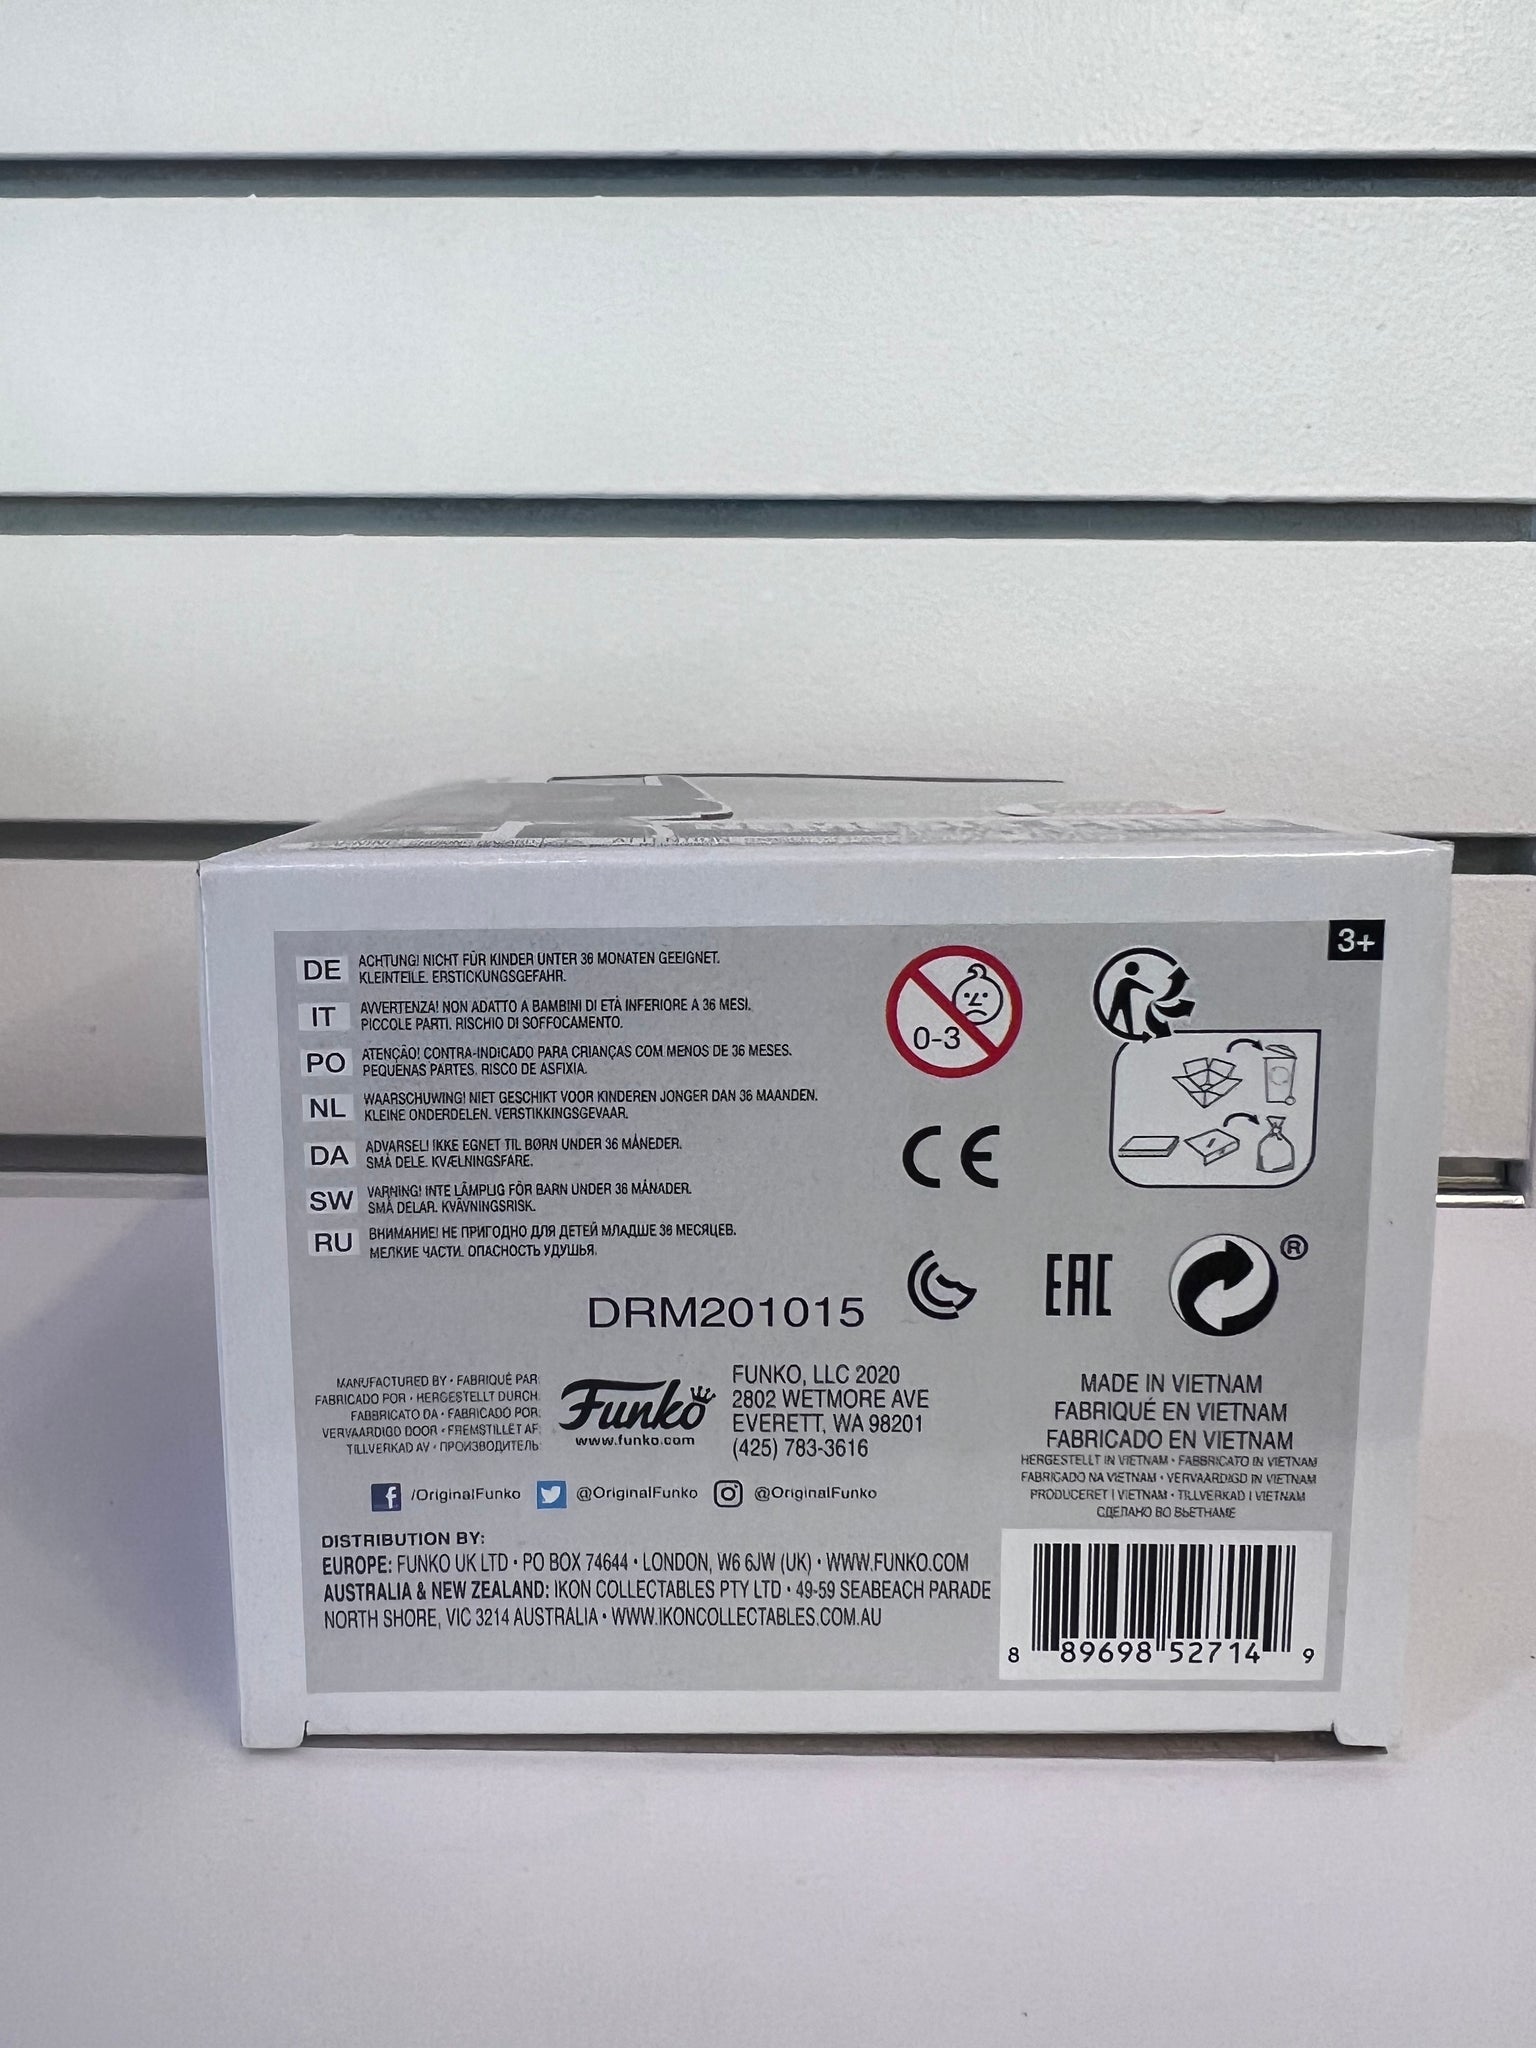 3+
DE
ACHTUNG! NICHT FÜR KINDER UNTER 36 MONATEN GEEIGNET.
KLEINTEILE. ERSTICKUNGSGEFAHR.
IT
AVVERTENZA! NON ADATTO A BAMBINI DI ETÀ INFERIORE A 36 MESI.
PICCOLE PARTI. RISCHIO DI SOFFOCAMENTO.
PO
ATENÇÃO! CONTRA-INDICADO PARA CRIANÇAS COM MENOS DE 36 MESES.
PEQUENAS PARTES. RISCO DE ASFIXIA.
NL
WAARSCHUWING! NIET GESCHIKT VOOR KINDEREN JONGER DAN 36 MAANDEN.
KLEINE ONDERDELEN. VERSTIKKINGSGEVAAR.
DA
ADVARSEL! IKKE EGNET TIL BØRN UNDER 36 MÅNEDER.
SMÅ DELE. KVÆLNINGSFARE.
SW
VARNING! INTE LÄMPLIG FÖR BARN UNDER 36 MÅNADER.
SMÅ DELAR. KVÄVNINGSRISK.
RU
ВНИМАНИЕ! НЕ ПРИГОДНО ДЛЯ ДЕТЕЙ МЛАДШЕ 36 МЕСЯЦЕВ.
МЕЛКИЕ ЧАСТИ. ОПАСНОСТЬ УДУШЬЯ.
0-3
CE
EAC
®
DRM201015
MANUFACTURED BY • FABRIQUÉ PAR
FABRICADO POR • HERGESTELLT DURCH
FABBRICATO DA • FABRICADO POR
VERVAARDIGD DOOR • FREMSTILLET AF
TILLVERKAD AV • ПРОИЗВОДИТЕЛЬ
Funko
www.funko.com
FUNKO, LLC 2020
2802 WETMORE AVE
EVERETT, WA 98201
(425) 783-3616
/OriginalFunko @OriginalFunko @OriginalFunko
MADE IN VIETNAM
FABRIQUÉ EN VIETNAM
FABRICADO EN VIETNAM
HERGESTELLT IN VIETNAM • FABBRICATO IN VIETNAM
FABRICADO NA VIETNAM • VERVAARDIGD IN VIETNAM
PRODUCERET I VIETNAM • TILLVERKAD I VIETNAM
СДЕЛАНО ВО ВЬЕТНАМЕ
DISTRIBUTION BY:
EUROPE: FUNKO UK LTD • PO BOX 74644 • LONDON, W6 6JW (UK) • WWW.FUNKO.COM
AUSTRALIA & NEW ZEALAND: IKON COLLECTABLES PTY LTD • 49-59 SEABEACH PARADE
NORTH SHORE, VIC 3214 AUSTRALIA • WWW.IKONCOLLECTABLES.COM.AU
8 89698 52714 9